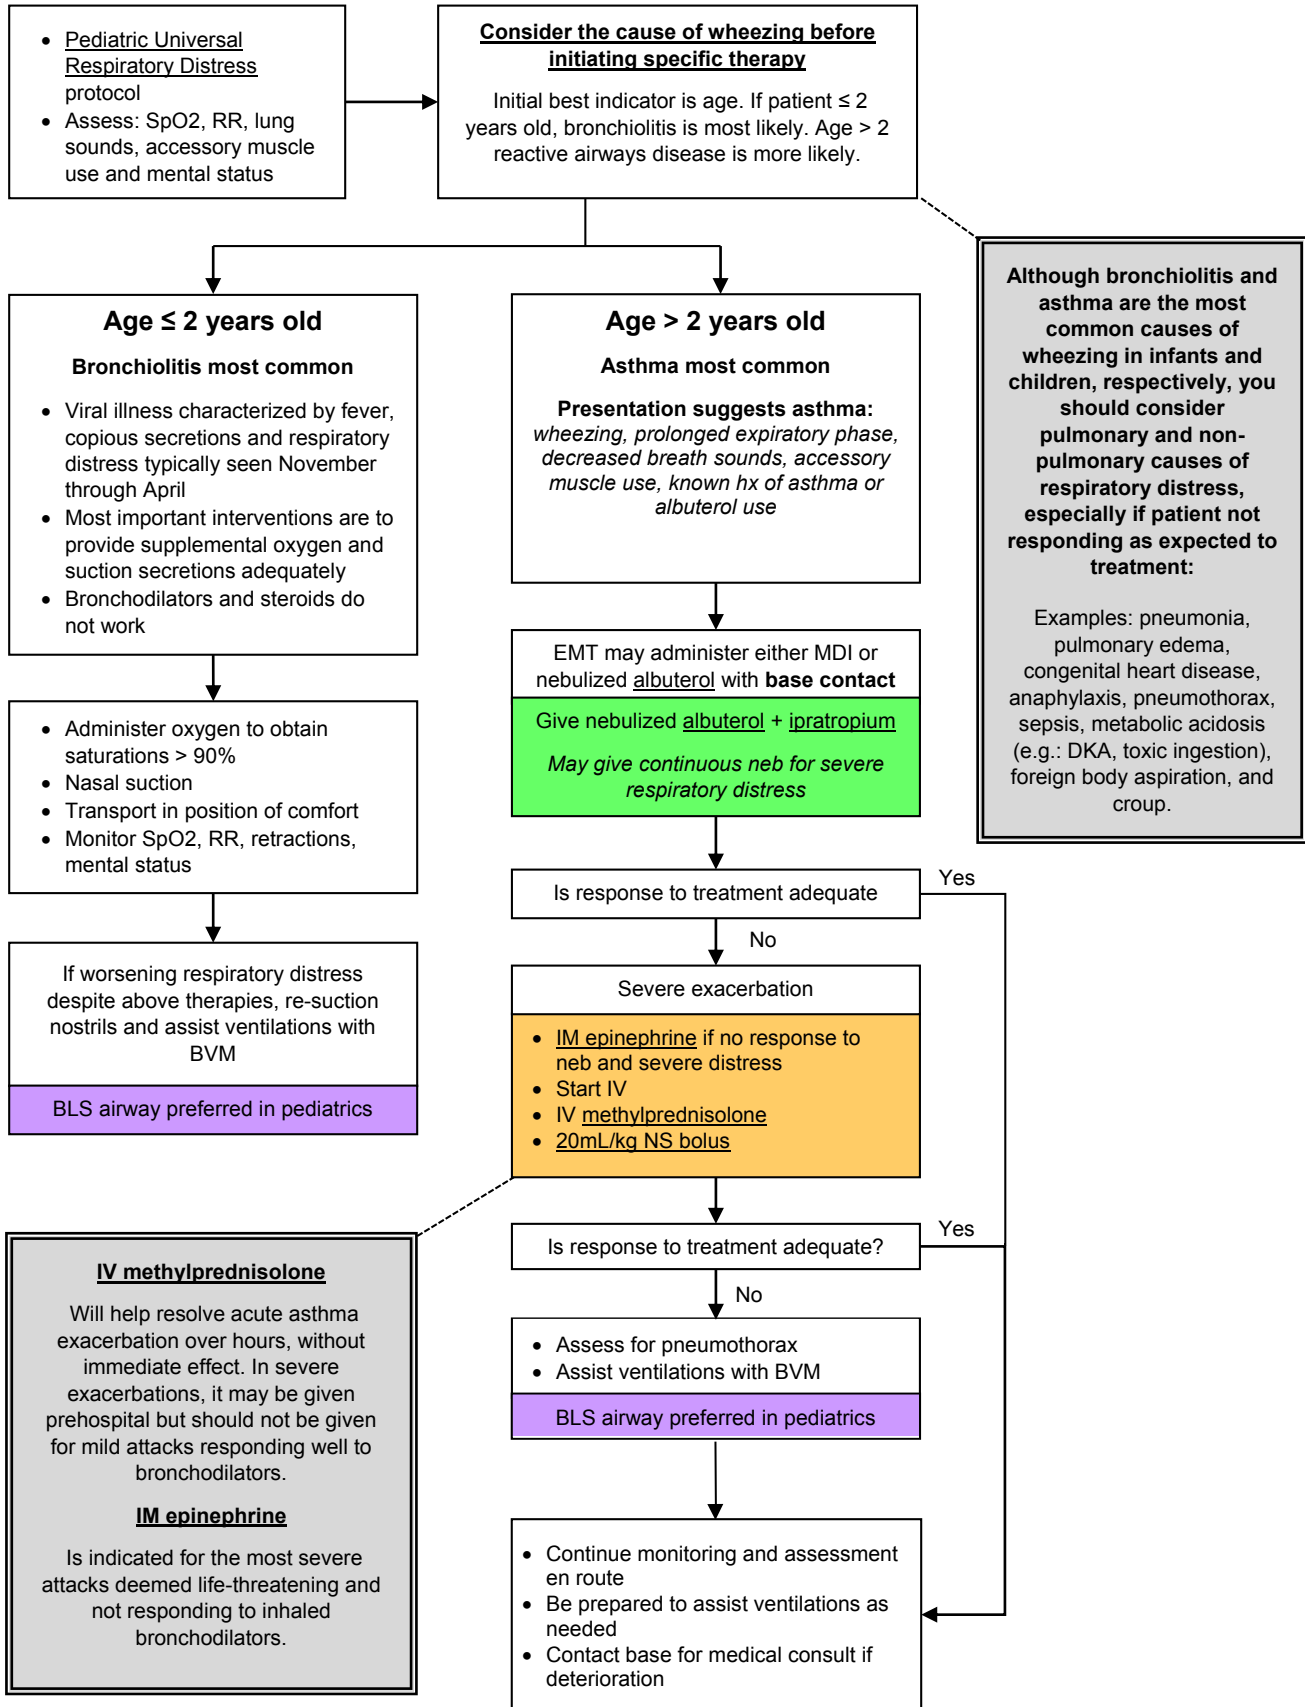 • Pediatric Universal
Respiratory Distress
protocol
• Assess: SpO2, RR, lung
sounds, accessory muscle
use and mental status
Consider the cause of wheezing before
initiating specific therapy
Initial best indicator is age. If patient ≤ 2
years old, bronchiolitis is most likely. Age > 2
reactive airways disease is more likely.
Although bronchiolitis and
asthma are the most
common causes of
wheezing in infants and
children, respectively, you
should consider
pulmonary and non-
pulmonary causes of
respiratory distress,
especially if patient not
responding as expected to
treatment:
Examples: pneumonia,
pulmonary edema,
congenital heart disease,
anaphylaxis, pneumothorax,
sepsis, metabolic acidosis
(e.g.: DKA, toxic ingestion),
foreign body aspiration, and
croup.
Age ≤ 2 years old
Bronchiolitis most common
• Viral illness characterized by fever,
copious secretions and respiratory
distress typically seen November
through April
• Most important interventions are to
provide supplemental oxygen and
suction secretions adequately
• Bronchodilators and steroids do
not work
• Administer oxygen to obtain
saturations > 90%
• Nasal suction
• Transport in position of comfort
• Monitor SpO2, RR, retractions,
mental status
If worsening respiratory distress
despite above therapies, re-suction
nostrils and assist ventilations with
BVM
BLS airway preferred in pediatrics
Age > 2 years old
Asthma most common
Presentation suggests asthma:
wheezing, prolonged expiratory phase,
decreased breath sounds, accessory
muscle use, known hx of asthma or
albuterol use
EMT may administer either MDI or
nebulized albuterol with base contact
Give nebulized albuterol + ipratropium
May give continuous neb for severe
respiratory distress
Is response to treatment adequate
Yes
No
Severe exacerbation
• IM epinephrine if no response to
neb and severe distress
• Start IV
• IV methylprednisolone
• 20mL/kg NS bolus
Is response to treatment adequate?
Yes
No
• Assess for pneumothorax
• Assist ventilations with BVM
BLS airway preferred in pediatrics
• Continue monitoring and assessment
en route
• Be prepared to assist ventilations as
needed
• Contact base for medical consult if
deterioration
IV methylprednisolone
Will help resolve acute asthma
exacerbation over hours, without
immediate effect. In severe
exacerbations, it may be given
prehospital but should not be given
for mild attacks responding well to
bronchodilators.
IM epinephrine
Is indicated for the most severe
attacks deemed life-threatening and
not responding to inhaled
bronchodilators.